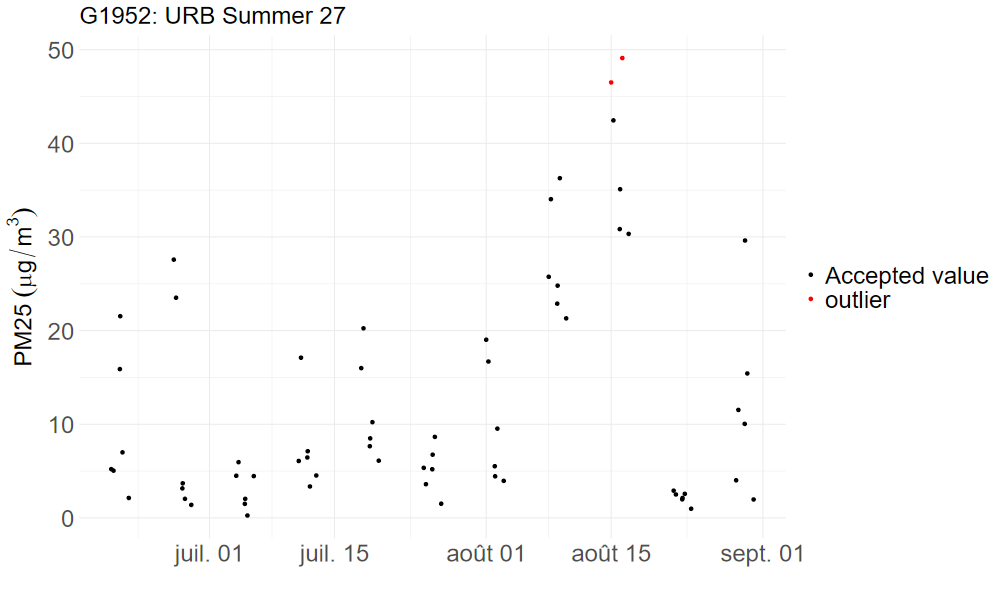 G1952: URB Summer 27
50
40
30
20
10
0
PM25 (μg/m³)
juil. 01
juil. 15
août 01
août 15
sept. 01
Accepted value
outlier